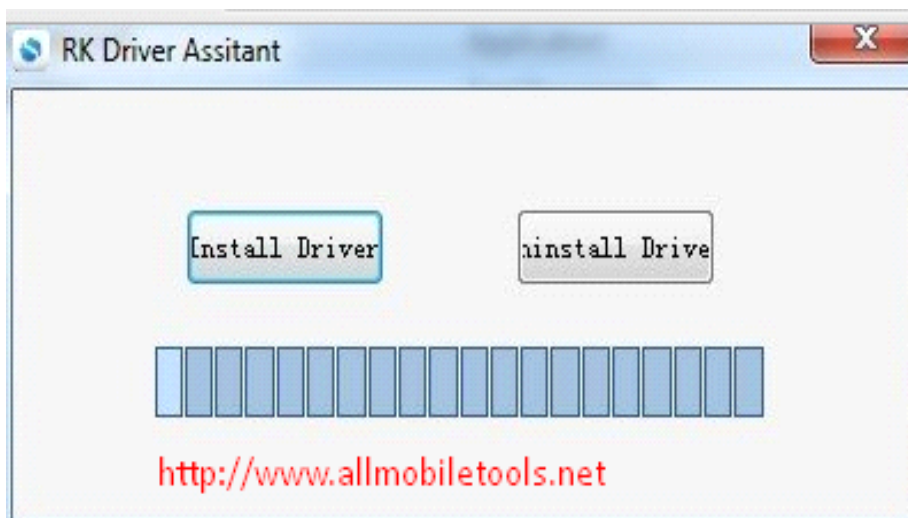 RK Driver Assitant
X
Install Driver
ninstall Drive
http://www.allmobiletools.net